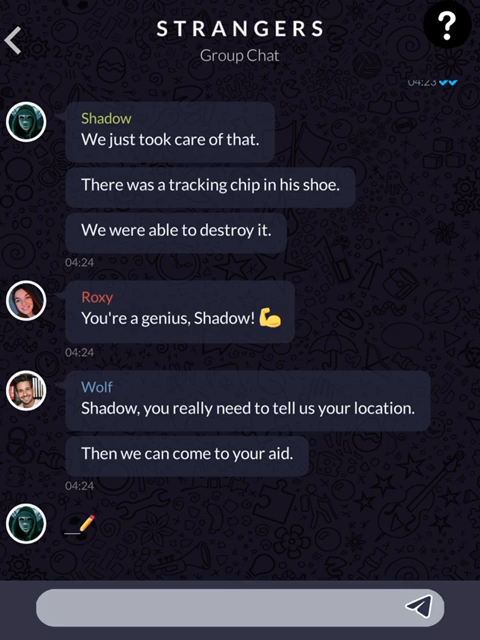 STRANGERS
?
Group Chat
04:23
Shadow
We just took care of that.
There was a tracking chip in his shoe.
We were able to destroy it.
04:24
Roxy
You're a genius, Shadow! 💪
04:24
Wolf
Shadow, you really need to tell us your location.
Then we can come to your aid.
04:24